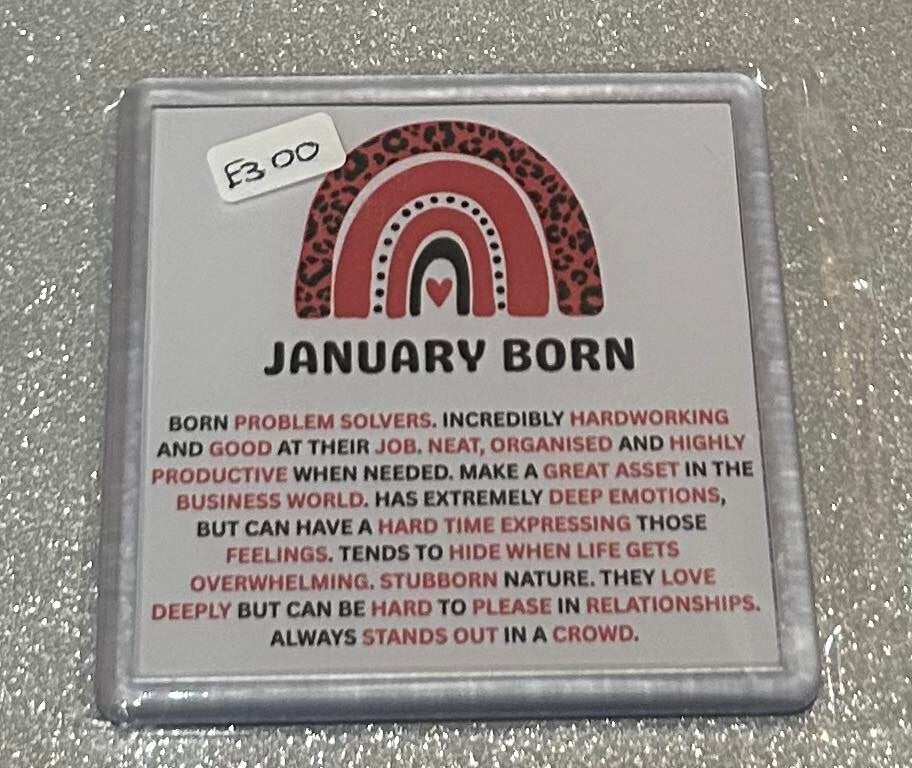 £3.00
JANUARY BORN
BORN PROBLEM SOLVERS. INCREDIBLY HARDWORKING
AND GOOD AT THEIR JOB. NEAT, ORGANISED AND HIGHLY
PRODUCTIVE WHEN NEEDED. MAKE A GREAT ASSET IN THE
BUSINESS WORLD. HAS EXTREMELY DEEP EMOTIONS,
BUT CAN HAVE A HARD TIME EXPRESSING THOSE
FEELINGS. TENDS TO HIDE WHEN LIFE GETS
OVERWHELMING. STUBBORN NATURE. THEY LOVE
DEEPLY BUT CAN BE HARD TO PLEASE IN RELATIONSHIPS.
ALWAYS STANDS OUT IN A CROWD.